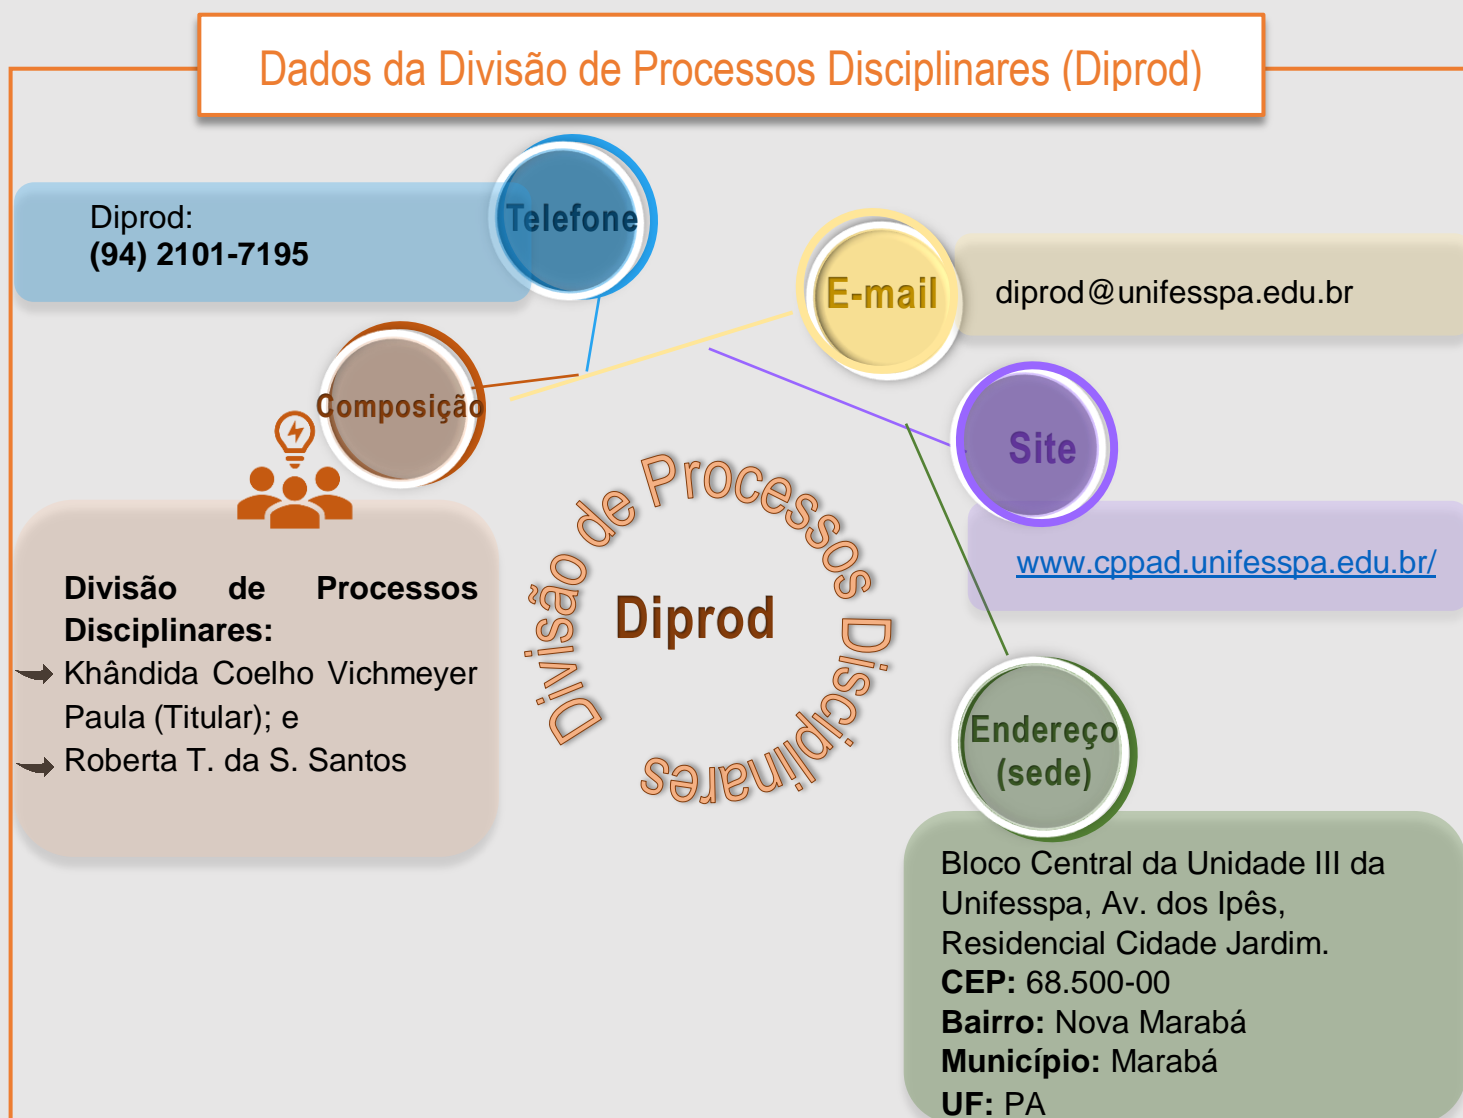 Dados da Divisão de Processos Disciplinares (Diprod)
Telefone
Diprod:
(94) 2101-7195
E-mail
diprod@unifesspa.edu.br
Composição
Site
www.cppad.unifesspa.edu.br/
Divisão de Processos
Disciplinares:
Khândida Coelho Vichmeyer
Paula (Titular); e
Roberta T. da S. Santos
Divisão de Processos Disciplinares
Diprod
Endereço
(sede)
Bloco Central da Unidade III da
Unifesspa, Av. dos Ipês,
Residencial Cidade Jardim.
CEP: 68.500-00
Bairro: Nova Marabá
Município: Marabá
UF: PA